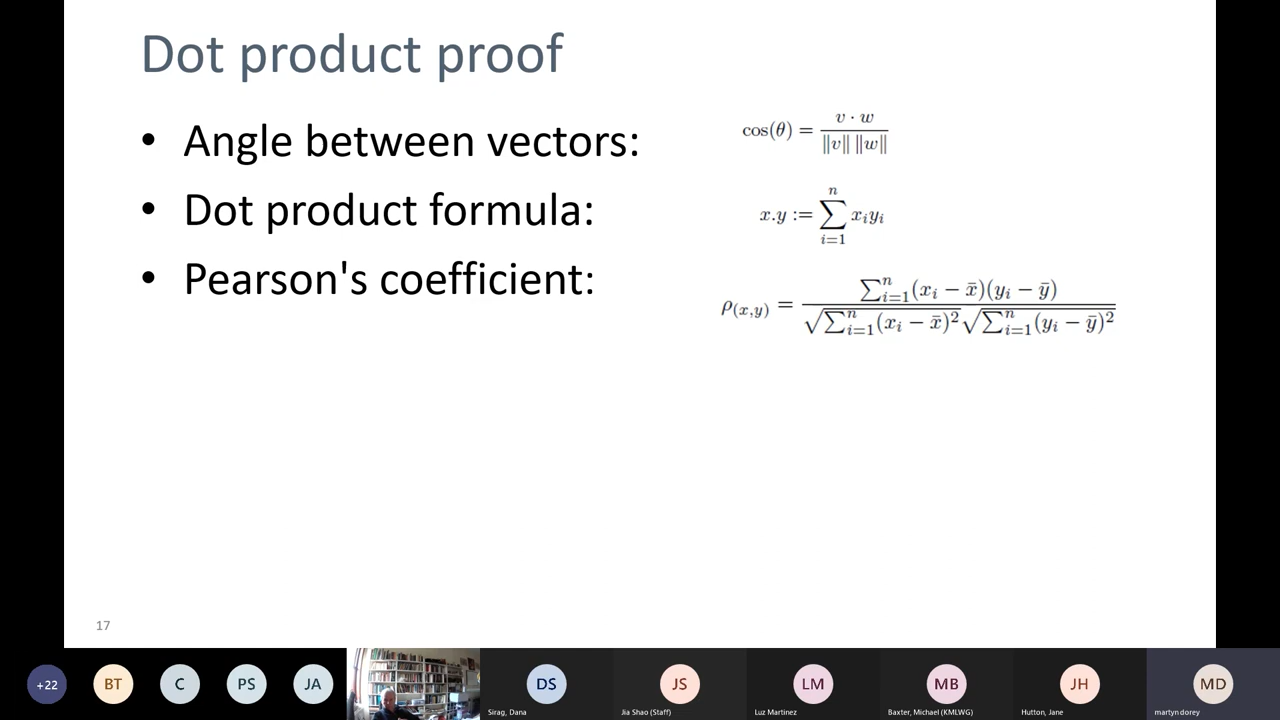 Dot product proof
• Angle between vectors:
cos(θ) = v · w / ‖v‖ ‖w‖
• Dot product formula:
x.y := ∑_{i=1}^{n} x_i y_i
• Pearson's coefficient:
ρ_(x,y) = ∑_{i=1}^{n}(x_i − x̄)(y_i − ȳ) / √∑_{i=1}^{n}(x_i − x̄)² √∑_{i=1}^{n}(y_i − ȳ)²
17
+22 BT C PS JA DS JS LM MB JH MD
Sirag, Dana Jia Shao (Staff) Luz Martinez Baxter, Michael (KMLWG) Hutton, Jane martyn dorey